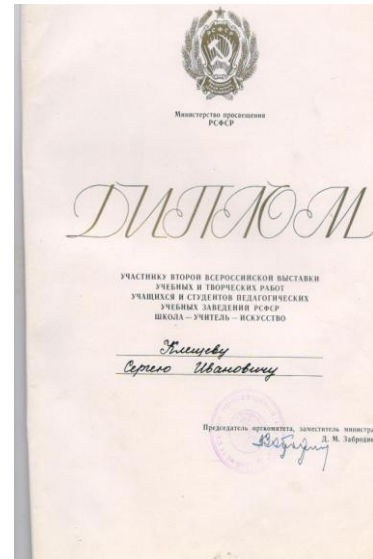 Министерство просвещения
РСФСР
ДИПЛОМ
УЧАСТНИКУ ВТОРОЙ ВСЕРОССИЙСКОЙ ВЫСТАВКИ
УЧЕБНЫХ И ТВОРЧЕСКИХ РАБОТ
УЧАЩИХСЯ И СТУДЕНТОВ ПЕДАГОГИЧЕСКИХ
УЧЕБНЫХ ЗАВЕДЕНИЙ РСФСР
ШКОЛА — УЧИТЕЛЬ — ИСКУССТВО
Клещеву
Сергею Ивановичу
Председатель оргкомитета, заместитель министра
Д. М. Забродин